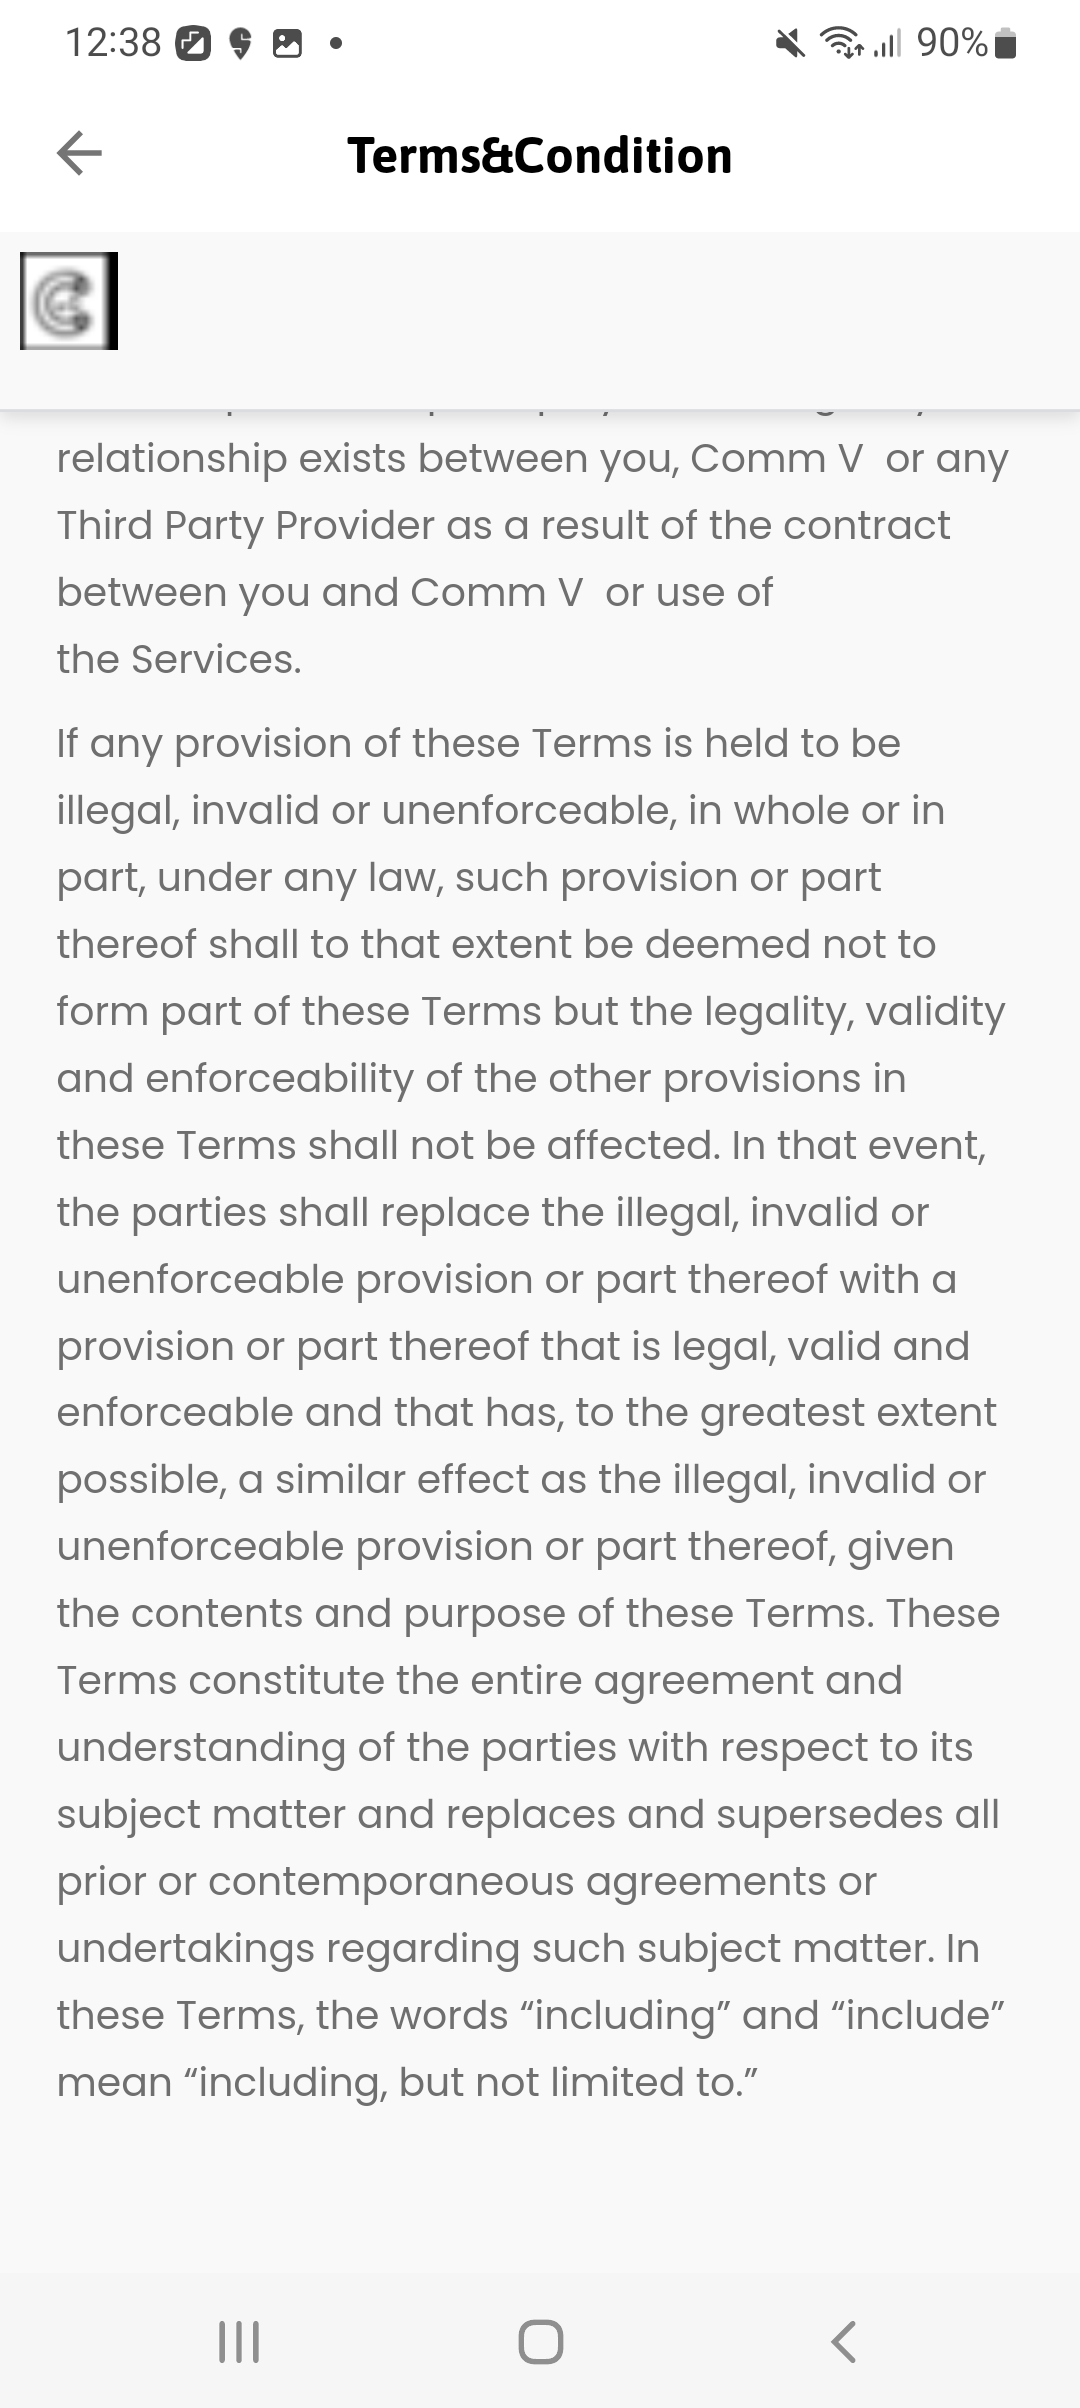 12:38
90%
Terms&Condition
relationship exists between you, Comm V  or any
Third Party Provider as a result of the contract
between you and Comm V  or use of
the Services.
If any provision of these Terms is held to be
illegal, invalid or unenforceable, in whole or in
part, under any law, such provision or part
thereof shall to that extent be deemed not to
form part of these Terms but the legality, validity
and enforceability of the other provisions in
these Terms shall not be affected. In that event,
the parties shall replace the illegal, invalid or
unenforceable provision or part thereof with a
provision or part thereof that is legal, valid and
enforceable and that has, to the greatest extent
possible, a similar effect as the illegal, invalid or
unenforceable provision or part thereof, given
the contents and purpose of these Terms. These
Terms constitute the entire agreement and
understanding of the parties with respect to its
subject matter and replaces and supersedes all
prior or contemporaneous agreements or
undertakings regarding such subject matter. In
these Terms, the words “including” and “include”
mean “including, but not limited to.”